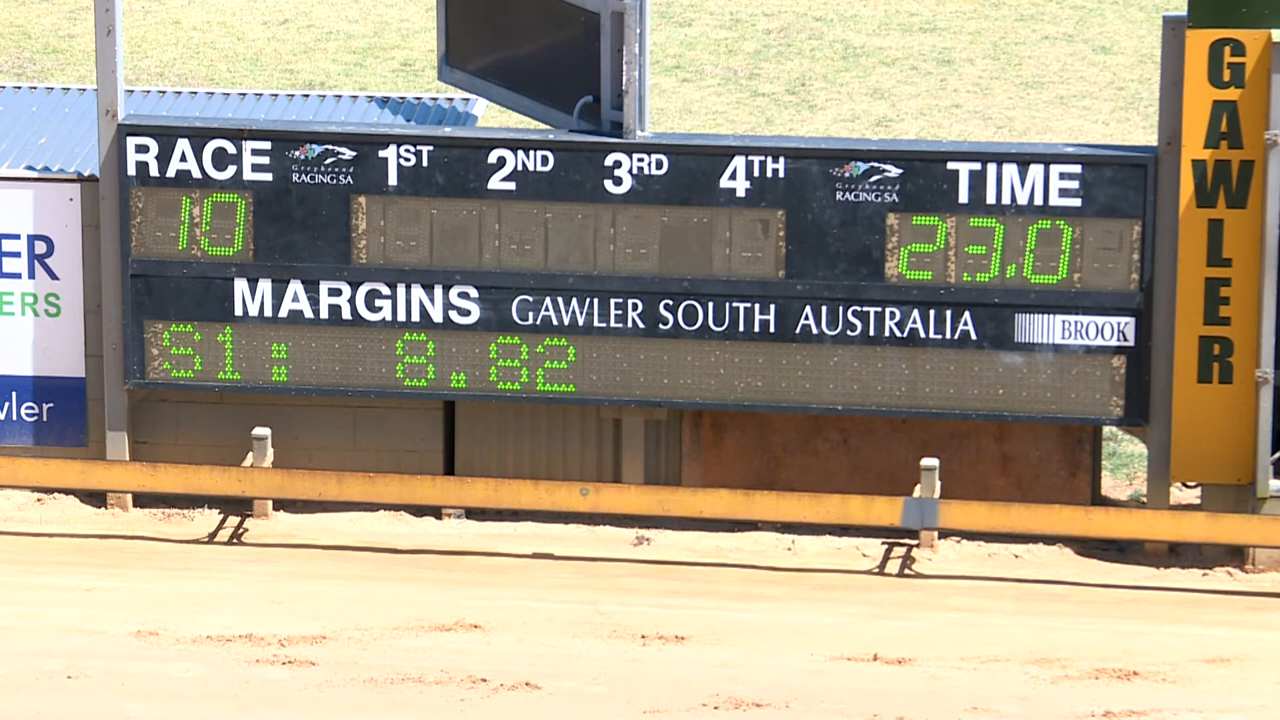 RACE Greyhound RACING SA 1ST 2ND 3RD 4TH Greyhound RACING SA TIME
10 23.0
MARGINS GAWLER SOUTH AUSTRALIA BROOK
S1: 8.82
GAWLER
ER
ERS
wler